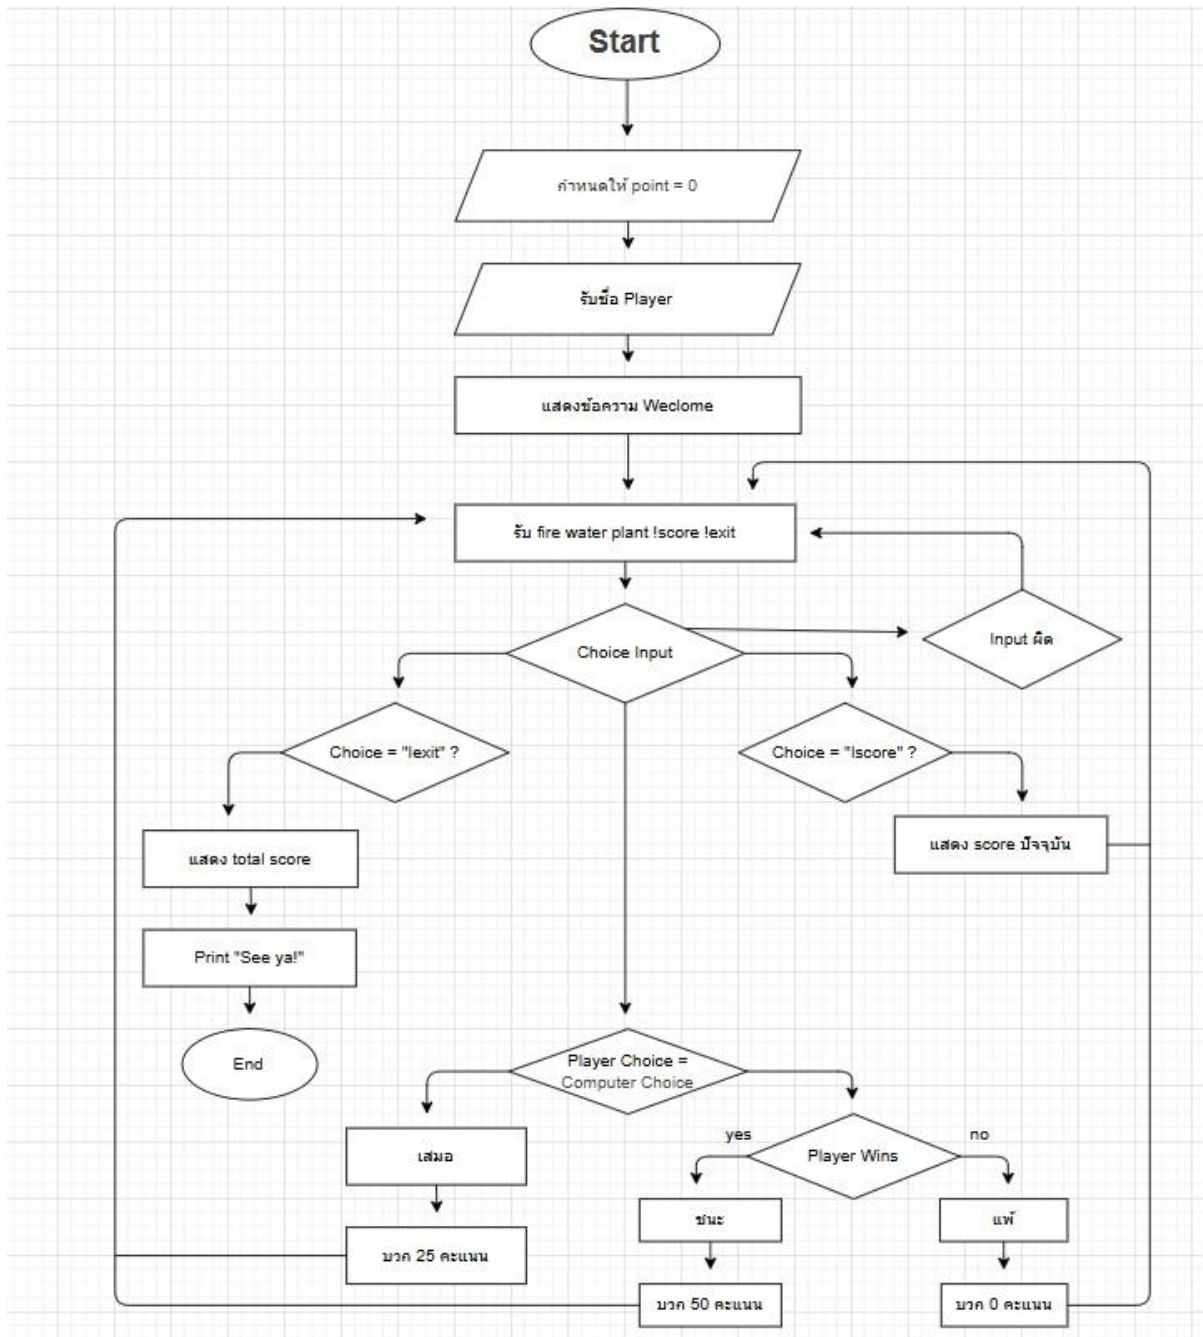 Start
กำหนดให้ point = 0
รับชื่อ Player
แสดงข้อความ Weclome
รับ fire water plant !score !exit
Choice Input
Input ผิด
Choice = "!exit" ?
Choice = "!score" ?
แสดง total score
แสดง score ปัจจุบัน
Print "See ya!"
End
Player Choice =
Computer Choice
yes
no
เสมอ
Player Wins
ชนะ
แพ้
บวก 25 คะแนน
บวก 50 คะแนน
บวก 0 คะแนน